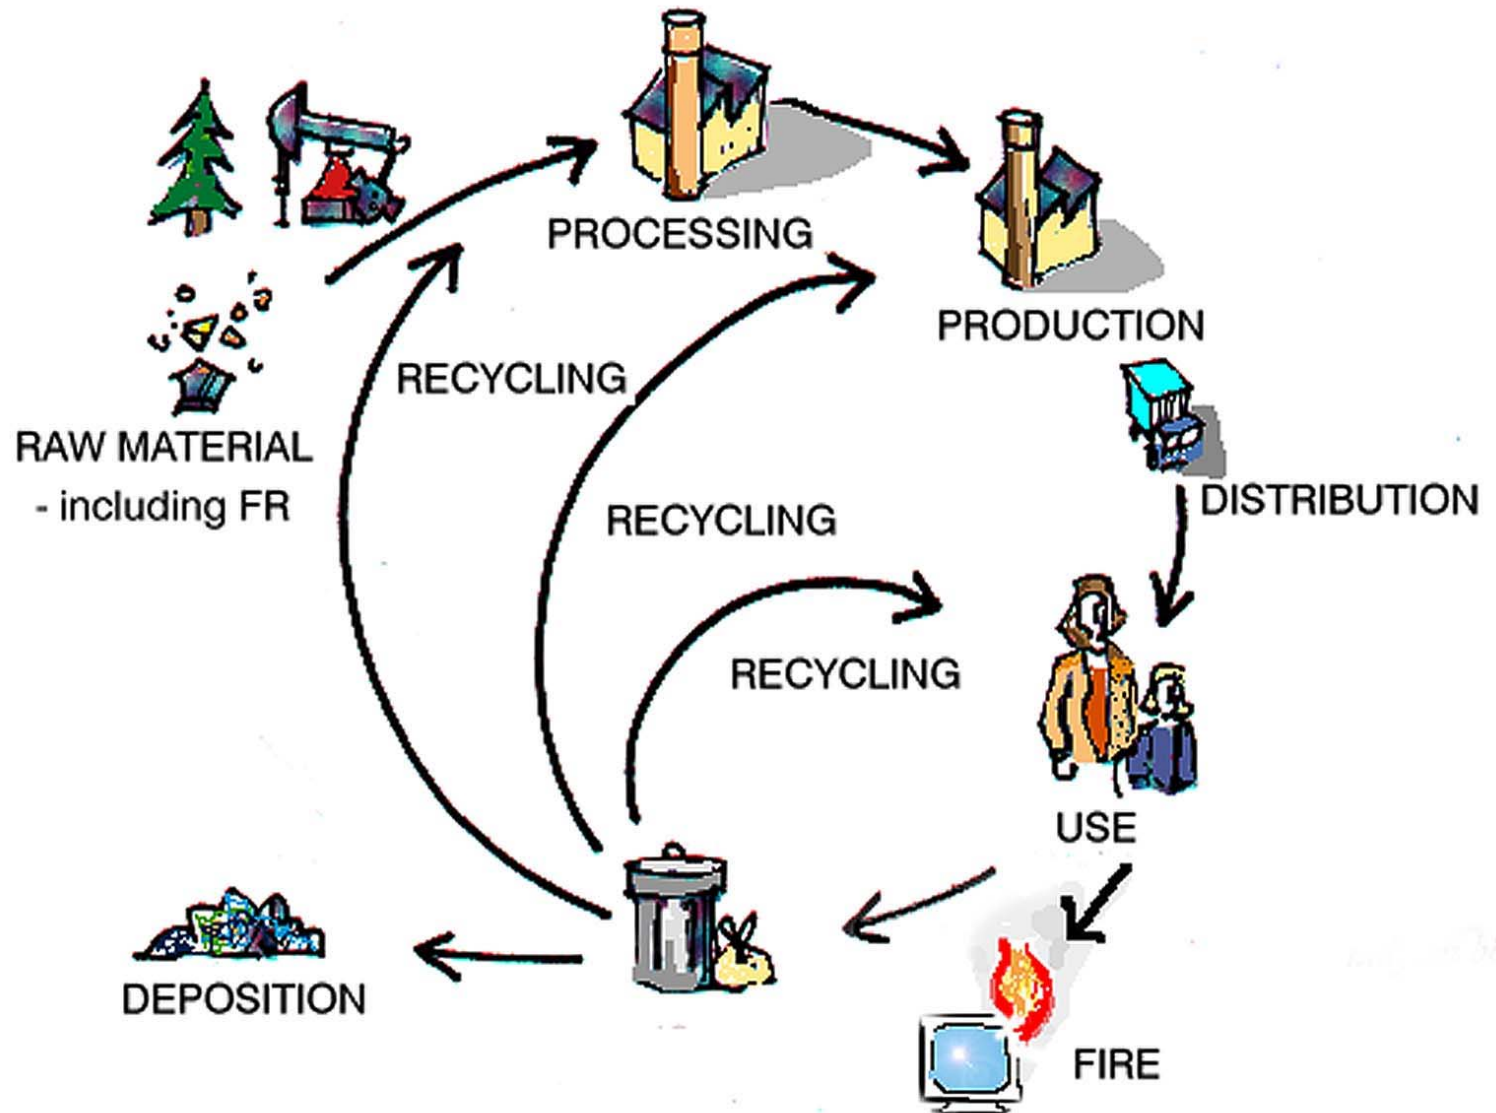 PROCESSING
PRODUCTION
RECYCLING
RAW MATERIAL
- including FR
DISTRIBUTION
RECYCLING
RECYCLING
USE
DEPOSITION
FIRE